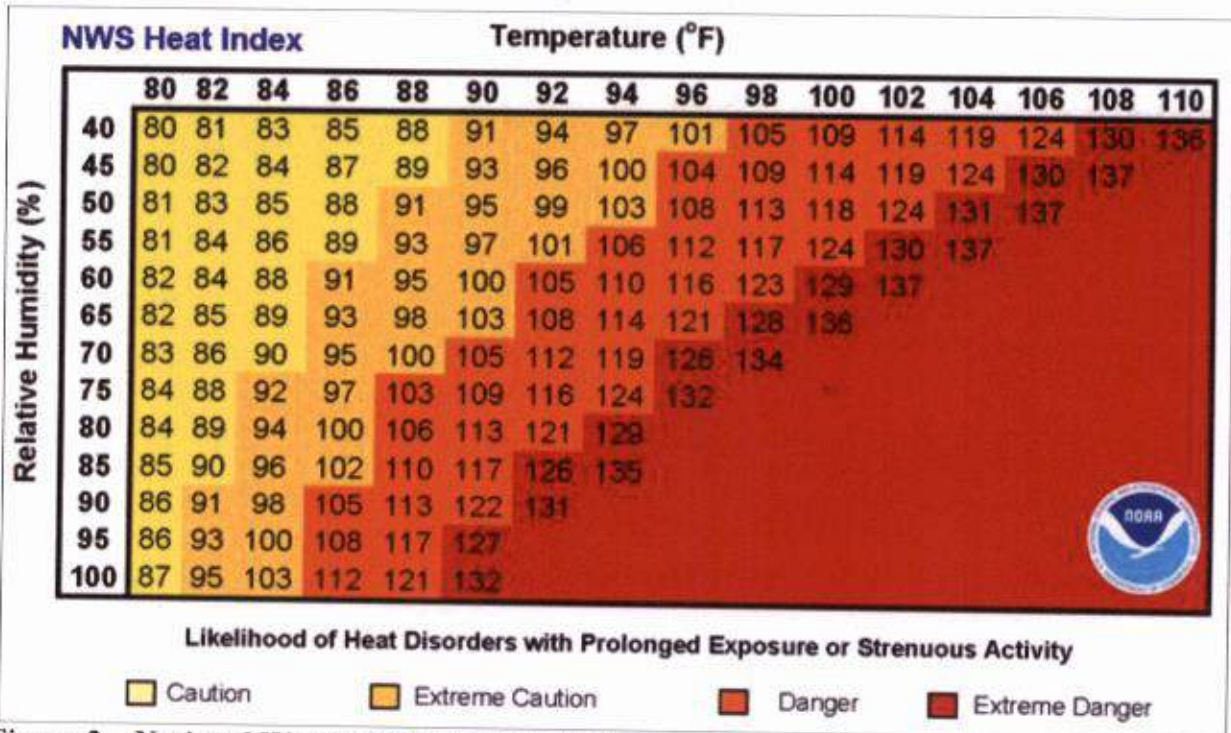 NWS Heat Index Temperature (°F)
80 82 84 86 88 90 92 94 96 98 100 102 104 106 108 110
40 80 81 83 85 88 91 94 97 101 105 109 114 119 124 130 136
45 80 82 84 87 89 93 96 100 104 109 114 119 124 130 137
50 81 83 85 88 91 95 99 103 108 113 118 124 131 137
55 81 84 86 89 93 97 101 106 112 117 124 130 137
60 82 84 88 91 95 100 105 110 116 123 129 137
65 82 85 89 93 98 103 108 114 121 128 136
70 83 86 90 95 100 105 112 119 126 134
75 84 88 92 97 103 109 116 124 132
80 84 89 94 100 106 113 121 129
85 85 90 96 102 110 117 126 135
90 86 91 98 105 113 122 131
95 86 93 100 108 117 127
100 87 95 103 112 121 132
Relative Humidity (%)
NOAA
Likelihood of Heat Disorders with Prolonged Exposure or Strenuous Activity
Caution Extreme Caution Danger Extreme Danger